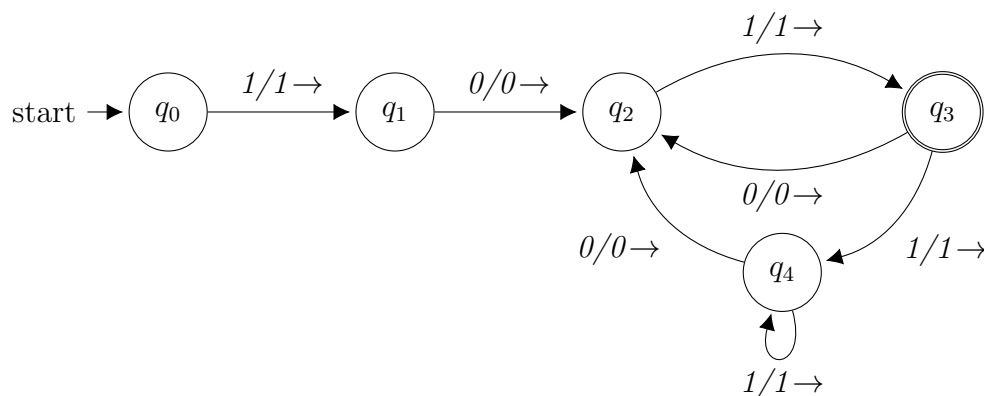 1/1→
1/1→ 0/0→
start q₀ q₁ q₂ q₃
0/0→
0/0→ 1/1→
q₄
1/1→